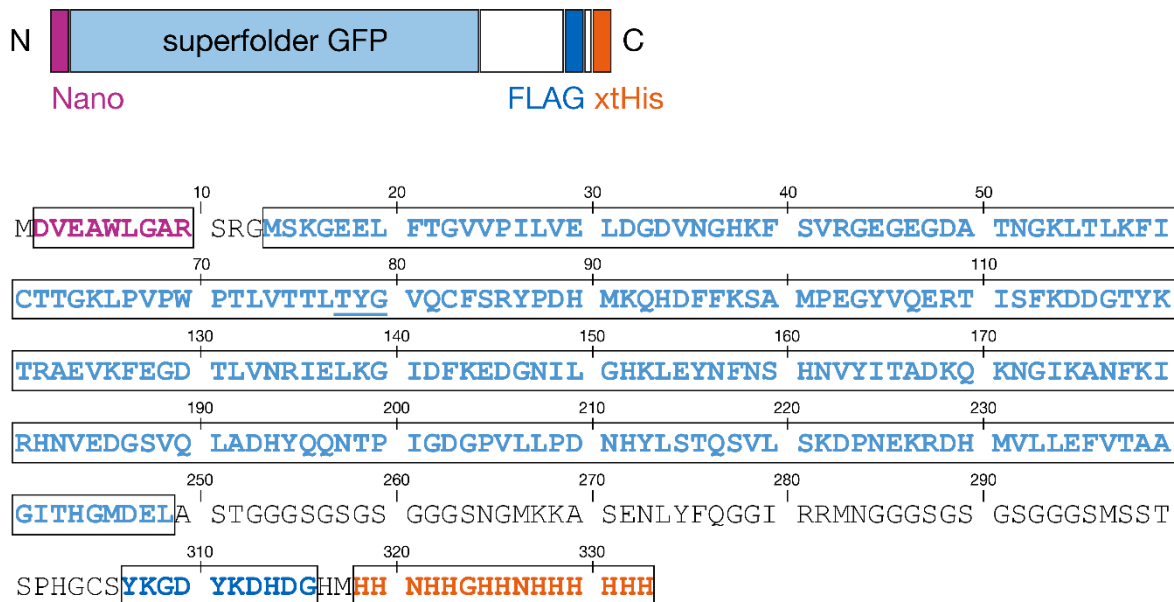 N superfolder GFP C
Nano FLAG xtHis
10 20 30 40 50
MDVEAWLGAR SRGMSKGEEL FTGVVPILVE LDGDVNGHKF SVRGEGEGDA TNGKLTLKFI
70 80 90 100 110
CTTGKLPVPW PTLVTTLTYG VQCFSRYPDH MKQHDFFKSA MPEGYVQERT ISFKDDGTYK
130 140 150 160 170
TRAEVKFEGD TLVNRIELKG IDFKEDGNIL GHKLEYNFNS HNVYITADKQ KNGIKANFKI
190 200 210 220 230
RHNVEDGSVQ LADHYQQNTP IGDGPVLLPD NHYLSTQSVL SKDPNEKRDH MVLLEFVTAA
250 260 270 280 290
GITHGMDELA STGGGSGSGS GGGSNGMKKA SENLYFQGGI RRMNGGGSGS GSGGGSMSST
310 320 330
SPHGCSYKGD YKDHDGHMHH NHHGHHNHHH HHH